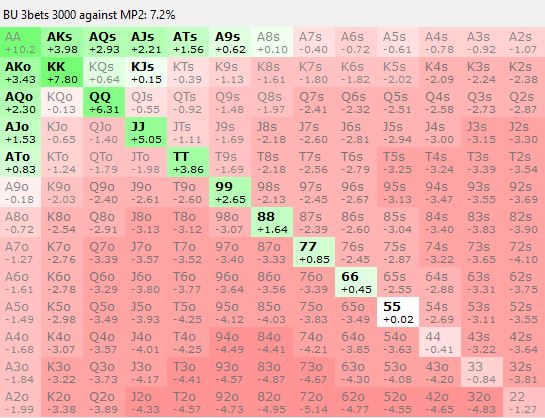 BU 3bets 3000 against MP2: 7.2%
AA AKs AQs AJs ATs A9s A8s A7s A6s A5s A4s A3s A2s
+10.2 +3.98 +2.93 +2.21 +1.56 +0.62 +0.10 -0.40 -0.72 -0.61 -0.78 -0.92 -1.07
AKo KK KQs KJs KTs K9s K8s K7s K6s K5s K4s K3s K2s
+3.43 +7.80 +0.64 +0.15 -0.39 -1.13 -1.61 -1.80 -1.82 -2.02 -2.09 -2.24 -2.38
AQo KQo QQ QJs QTs Q9s Q8s Q7s Q6s Q5s Q4s Q3s Q2s
+2.30 -0.13 +6.31 -0.55 -0.92 -1.48 -1.97 -2.41 -2.32 -2.51 -2.58 -2.73 -2.87
AJo KJo QJo JJ JTs J9s J8s J7s J6s J5s J4s J3s J2s
+1.53 -0.65 -1.40 +5.05 -1.11 -1.69 -2.18 -2.60 -2.81 -2.94 -3.00 -3.15 -3.30
ATo KTo QTo JTo TT T9s T8s T7s T6s T5s T4s T3s T2s
+0.83 -1.24 -1.79 -1.98 +3.86 -1.69 -2.18 -2.56 -2.79 -3.25 -3.24 -3.39 -3.54
A9o K9o Q9o J9o T9o 99 98s 97s 96s 95s 94s 93s 92s
-0.18 -2.03 -2.40 -2.61 -2.60 +2.65 -2.13 -2.45 -2.67 -3.13 -3.47 -3.55 -3.69
A8o K8o Q8o J8o T8o 98o 88 87s 86s 85s 84s 83s 82s
-0.72 -2.54 -2.91 -3.13 -3.12 -3.07 +1.64 -2.39 -2.60 -3.04 -3.40 -3.83 -3.90
A7o K7o Q7o J7o T7o 97o 87o 77 76s 75s 74s 73s 72s
-1.27 -2.76 -3.39 -3.57 -3.52 -3.40 -3.33 +0.85 -2.45 -2.87 -3.22 -3.65 -4.10
A6o K6o Q6o J6o T6o 96o 86o 76o 66 65s 64s 63s 62s
-1.61 -2.78 -3.29 -3.80 -3.77 -3.64 -3.56 -3.39 +0.45 -2.55 -2.88 -3.31 -3.75
A5o K5o Q5o J5o T5o 95o 85o 75o 65o 55 54s 53s 52s
-1.49 -2.98 -3.49 -3.93 -4.25 -4.12 -4.03 -3.83 -3.49 +0.02 -2.69 -3.11 -3.55
A4o K4o Q4o J4o T4o 94o 84o 74o 64o 54o 44 43s 42s
-1.68 -3.07 -3.57 -4.01 -4.25 -4.49 -4.41 -4.21 -3.85 -3.63 -0.41 -3.22 -3.64
A3o K3o Q3o J3o T3o 93o 83o 73o 63o 53o 43o 33 32s
-1.84 -3.22 -3.73 -4.17 -4.41 -4.57 -4.87 -4.67 -4.30 -4.08 -4.20 -0.84 -3.81
A2o K2o Q2o J2o T2o 92o 82o 72o 62o 52o 42o 32o 22
-1.99 -3.38 -3.89 -4.33 -4.57 -4.73 -4.95 -5.14 -4.77 -4.55 -4.65 -4.83 -1.27